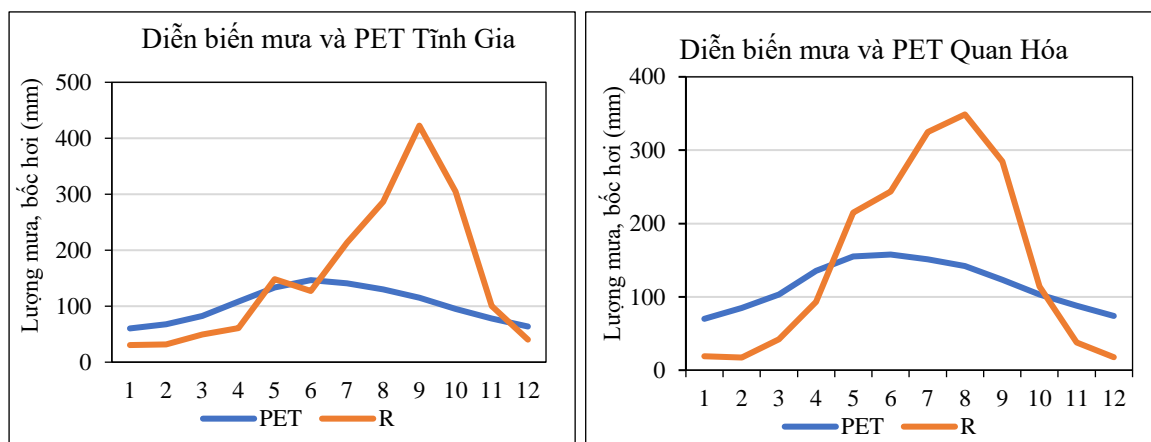 Diễn biến mưa và PET Tĩnh Gia
Lượng mưa, bốc hơi (mm)
500
400
300
200
100
0
1 2 3 4 5 6 7 8 9 10 11 12
PET R
Diễn biến mưa và PET Quan Hóa
Lượng mưa, bốc hơi (mm)
400
300
200
100
0
1 2 3 4 5 6 7 8 9 10 11 12
PET R